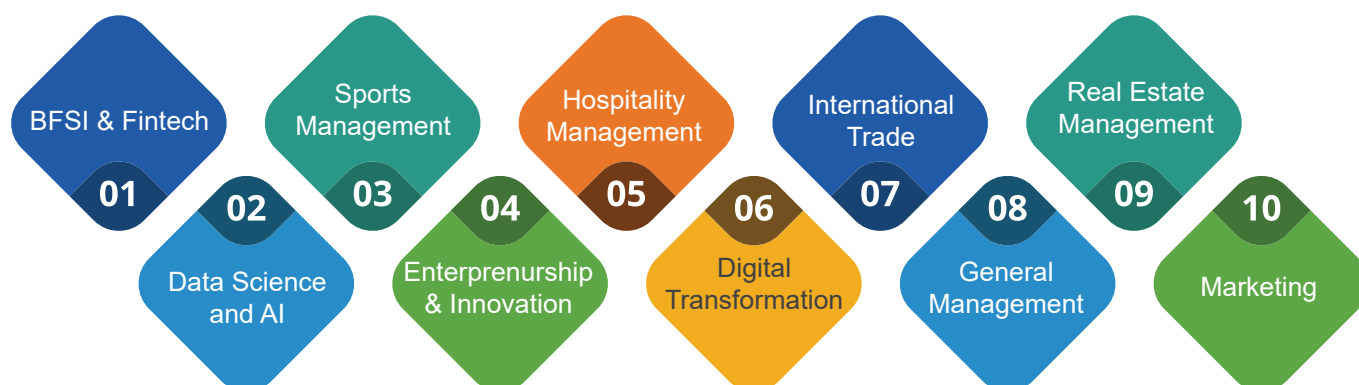 BFSI & Fintech
01
02
Data Science
and AI
Sports
Management
03
04
Enterprenurship
& Innovation
Hospitality
Management
05
06
Digital
Transformation
International
Trade
07
08
General
Management
Real Estate
Management
09
10
Marketing